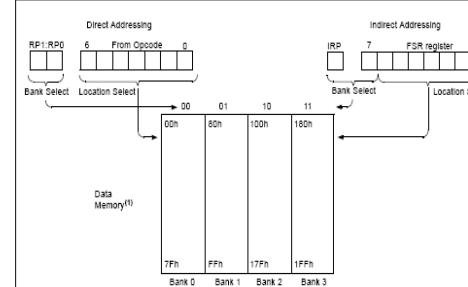 Direct Addressing
Indirect Addressing
RP1:RP0 6 From Opcode 0
IRP 7 FSR register
Bank Select Location Select
Bank Select Location
00 01 10 11
00h 80h 100h 180h
Data
Memory(1)
7Fh FFh 17Fh 1FFh
Bank 0 Bank 1 Bank 2 Bank 3